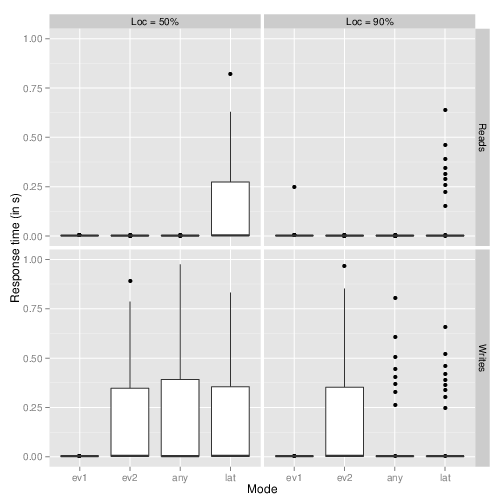 Loc = 50% Loc = 90%
1.00
0.75
0.50
0.25
0.00
Reads
Response time (in s)
1.00
0.75
0.50
0.25
0.00
Writes
ev1 ev2 any lat ev1 ev2 any lat
Mode